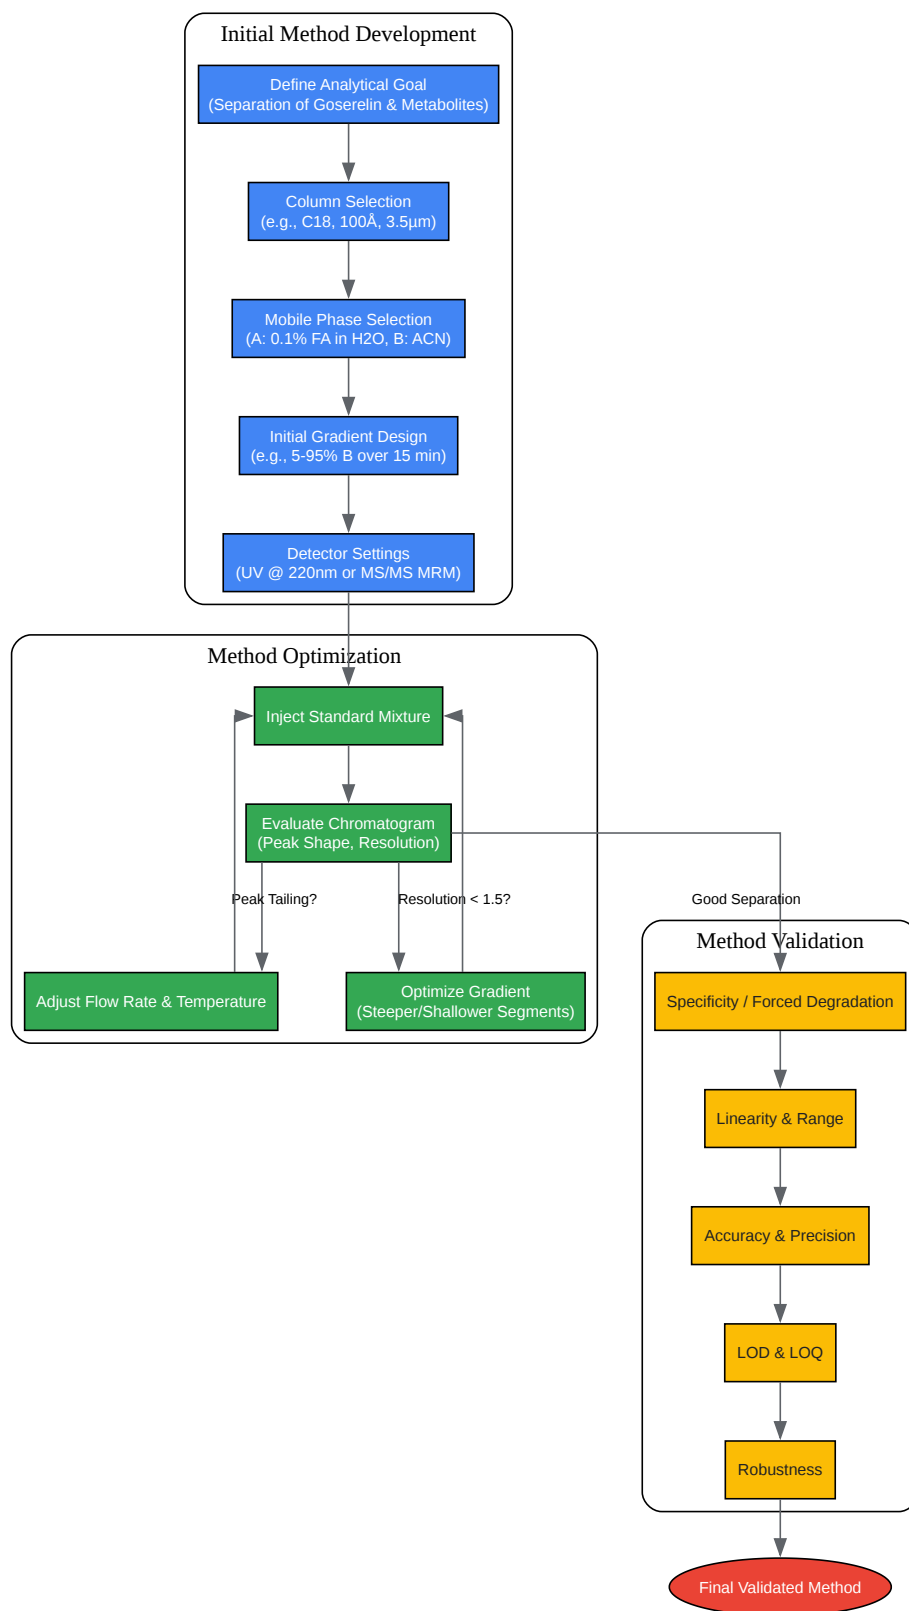 Initial Method Development
Define Analytical Goal
(Separation of Goserelin & Metabolites)
Column Selection
(e.g., C18, 100Å, 3.5µm)
Mobile Phase Selection
(A: 0.1% FA in H2O, B: ACN)
Initial Gradient Design
(e.g., 5-95% B over 15 min)
Detector Settings
(UV @ 220nm or MS/MS MRM)
Method Optimization
Inject Standard Mixture
Evaluate Chromatogram
(Peak Shape, Resolution)
Peak Tailing?
Resolution < 1.5?
Good Separation
Adjust Flow Rate & Temperature
Optimize Gradient
(Steeper/Shallower Segments)
Method Validation
Specificity / Forced Degradation
Linearity & Range
Accuracy & Precision
LOD & LOQ
Robustness
Final Validated Method